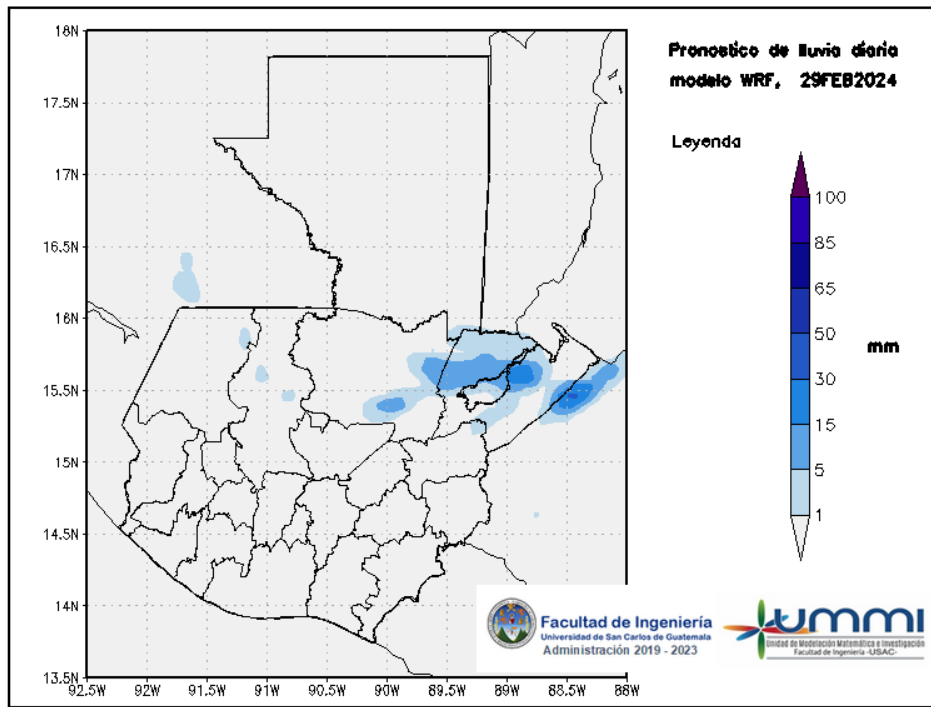 Pronostico de lluvia diaria
modelo WRF, 29FEB2024
Leyenda
100
85
65
50
30
15
5
1
mm
18N
17.5N
17N
16.5N
16N
15.5N
15N
14.5N
14N
13.5N
92.5W 92W 91.5W 91W 90.5W 90W 89.5W 89W 88.5W 88W
Facultad de Ingeniería
Universidad de San Carlos de Guatemala
Administración 2019 - 2023
UMMI
Unidad de Modelación Matemática e Investigación
Facultad de Ingeniería -USAC-